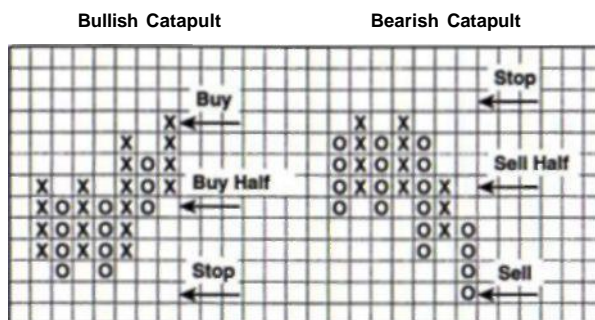 Bullish Catapult
Buy
Buy Half
Stop
Bearish Catapult
Stop
Sell Half
Sell